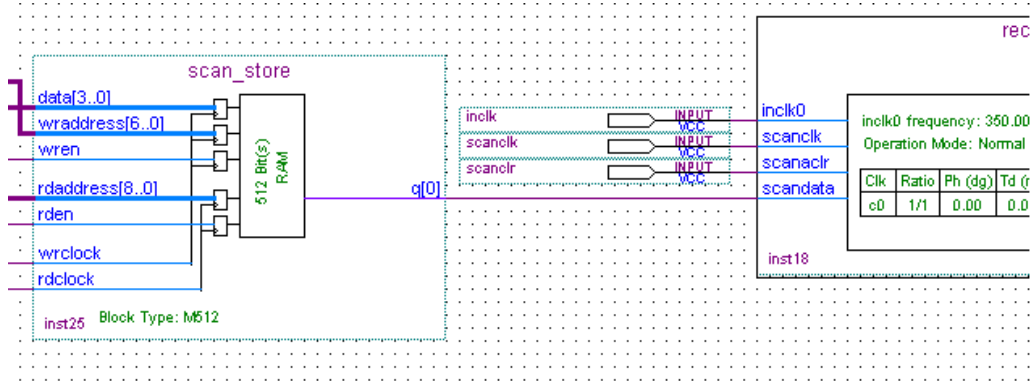 scan_store
data[3..0]
wraddress[6..0]
wren
rdaddress[8..0]
rden
wrclock
rdclock
512 Bit(s)
RAM
q[0]
inst25
Block Type: M512
inclk
INPUT
VCC
scanclk
INPUT
VCC
scanclr
INPUT
VCC
rec
inclk0
scanclk
scanaclr
scandata
inclk0 frequency: 350.00
Operation Mode: Normal
Clk Ratio Ph (dg) Td (r
c0 1/1 0.00 0.0
inst18